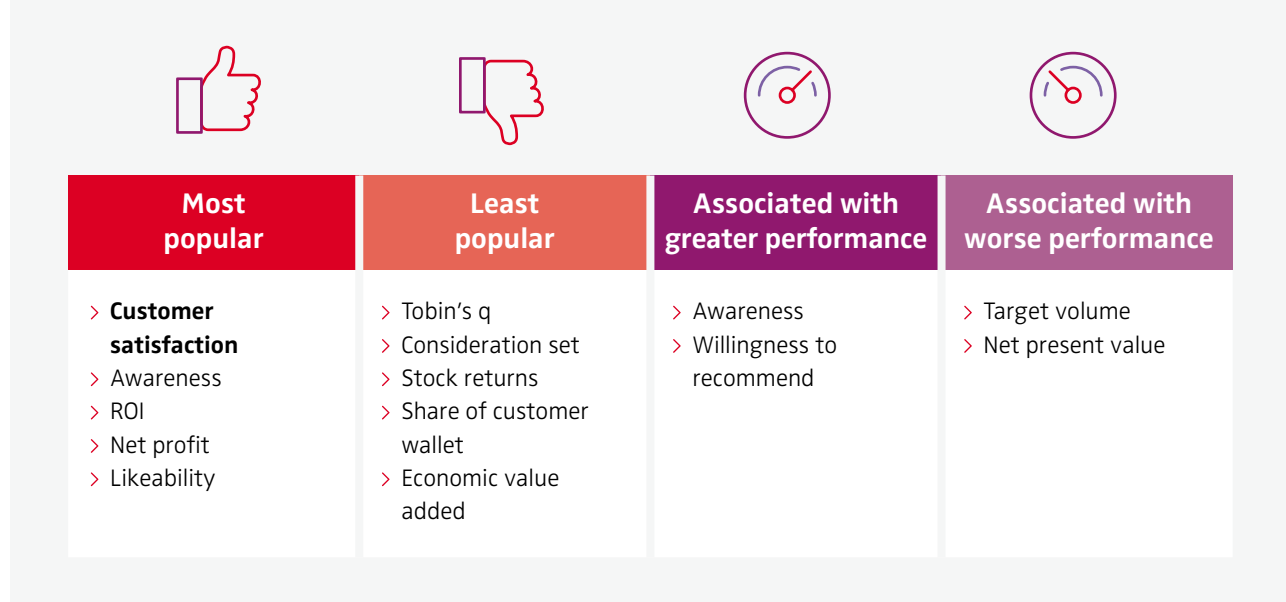 Most
popular
Least
popular
Associated with
greater performance
Associated with
worse performance
Customer
satisfaction
Awareness
ROI
Net profit
Likeability
Tobin's q
Consideration set
Stock returns
Share of customer
wallet
Economic value
added
Awareness
Willingness to
recommend
Target volume
Net present value